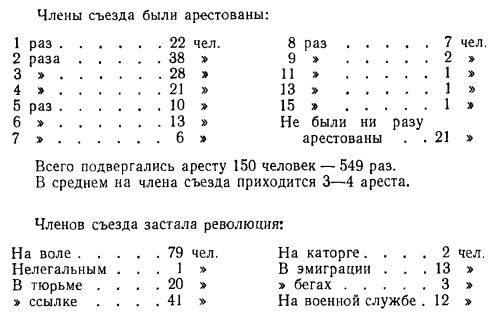 Члены съезда были арестованы:
1 раз . . . . . . 22 чел.
2 раза . . . . . 38 »
3 » . . . . . . 28 »
4 » . . . . . . 21 »
5 раз . . . . . . 10 »
6 » . . . . . . 13 »
7 » . . . . . . 6 »
8 раз . . . . . 7 чел.
9 » . . . . . 2 »
11 » . . . . . 1 »
13 » . . . . . 1 »
15 » . . . . . 1 »
Не были ни разу
арестованы . . 21 »
Всего подвергались аресту 150 человек — 549 раз.
В среднем на члена съезда приходится 3—4 ареста.
Членов съезда застала революция:
На воле . . . . . 79 чел.
Нелегальным . . . 1 »
В тюрьме . . . . 20 »
» ссылке . . . . 41 »
На каторге . . . . 2 чел.
В эмиграции . . . 13 »
» бегах . . . . . 3 »
На военной службе . 12 »